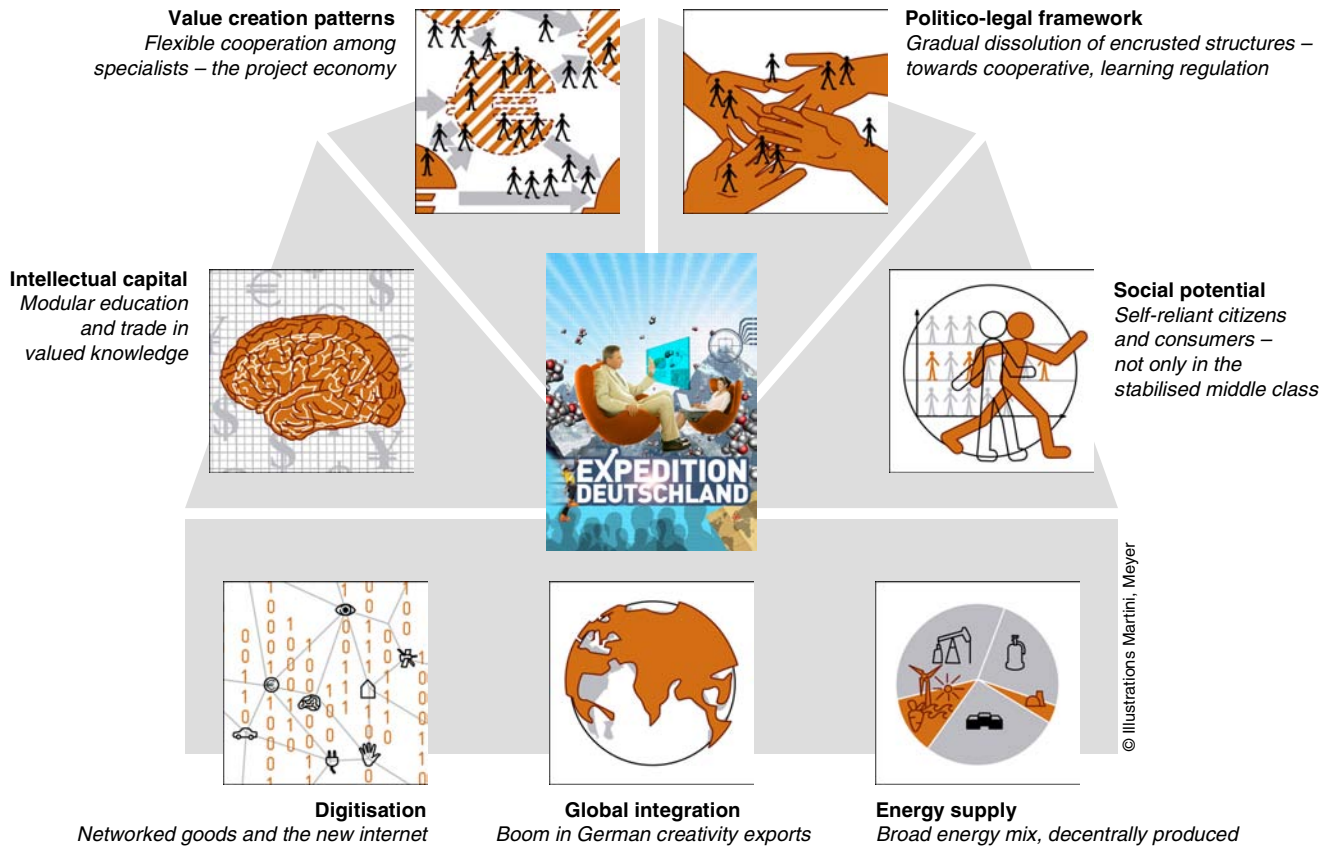 Value creation patterns
Flexible cooperation among
specialists – the project economy
Politico-legal framework
Gradual dissolution of encrusted structures –
towards cooperative, learning regulation
Intellectual capital
Modular education
and trade in
valued knowledge
Social potential
Self-reliant citizens
and consumers –
not only in the
stabilised middle class
EXPEDITION
DEUTSCHLAND
© Illustrations Martini, Meyer
Digitisation
Networked goods and the new internet
Global integration
Boom in German creativity exports
Energy supply
Broad energy mix, decentrally produced